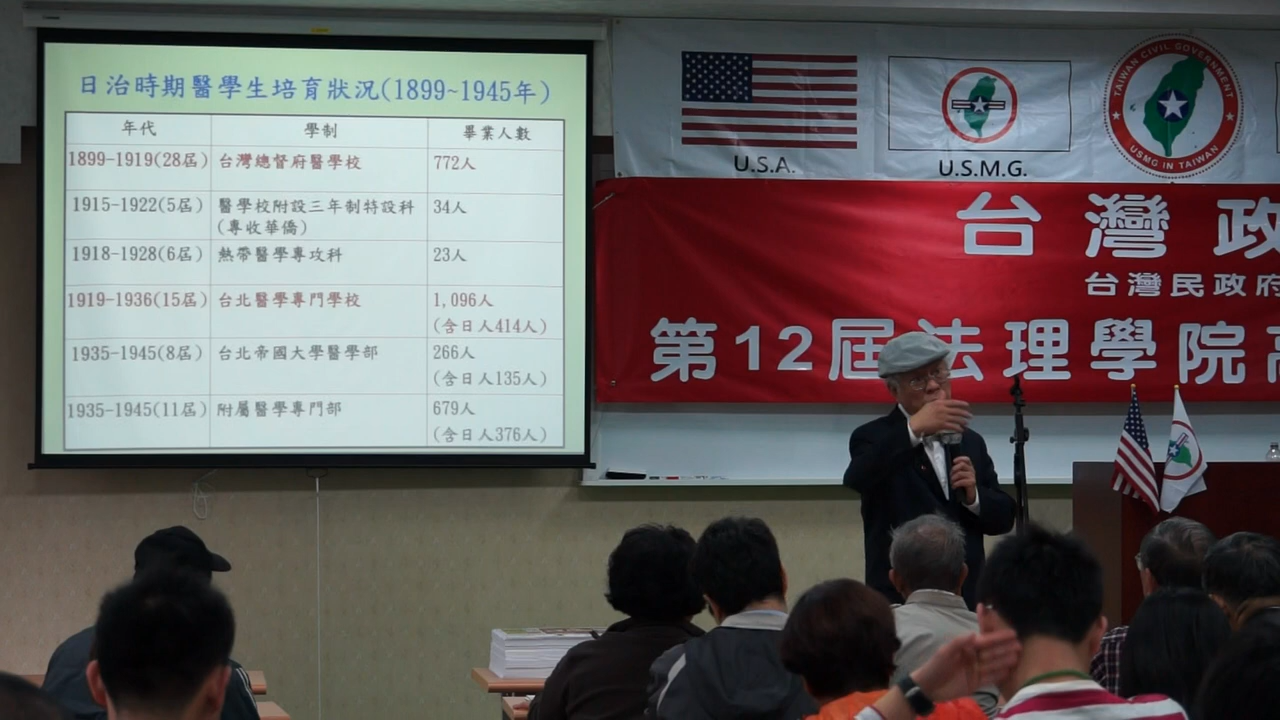 日治時期醫學生培育狀況(1899~1945年)
年代 學制 畢業人數
1899-1919(28屆) 台灣總督府醫學校 772人
1915-1922(5屆) 醫學校附設三年制特設科 34人
(專收華僑)
1918-1928(6屆) 熱帶醫學專攻科 23人
1919-1936(15屆) 台北醫學專門學校 1,096人
(含日人414人)
1935-1945(8屆) 台北帝國大學醫學部 266人
(含日人135人)
1935-1945(11屆) 附屬醫學專門部 679人
(含日人376人)
U.S.A.
U.S.M.G.
TAIWAN CIVIL GOVERNMENT
USMG IN TAIWAN
台灣政
台灣民政府
第12屆法理學院高